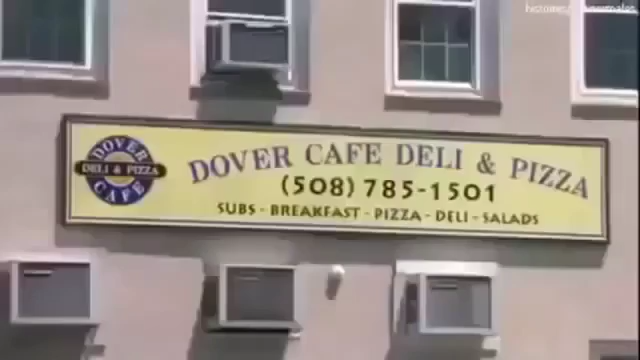 DOVER CAFE DELI & PIZZA
(508) 785-1501
SUBS - BREAKFAST - PIZZA - DELI - SALADS
DOVER
DELI & PIZZA
CAFE